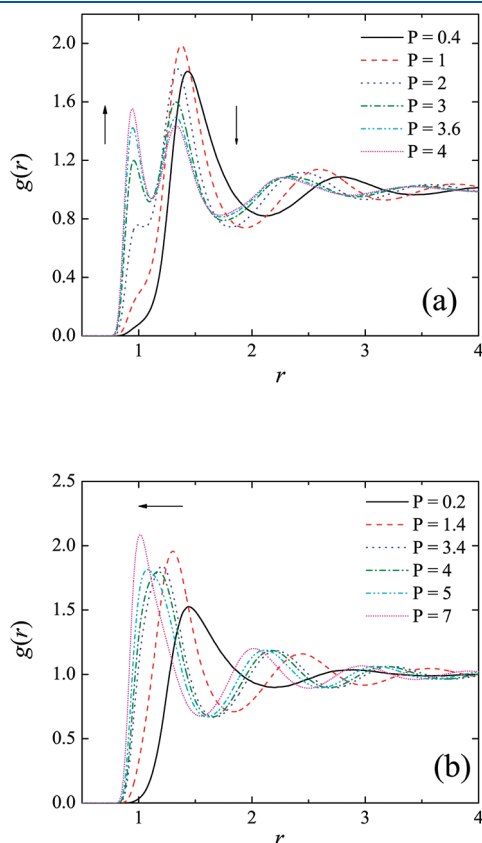 2.0
1.6
1.2
0.8
0.4
0.0
g(r)
P = 0.4
P = 1
P = 2
P = 3
P = 3.6
P = 4
(a)
1 2 3 4
r
2.5
2.0
1.5
1.0
0.5
0.0
g(r)
P = 0.2
P = 1.4
P = 3.4
P = 4
P = 5
P = 7
(b)
1 2 3 4
r